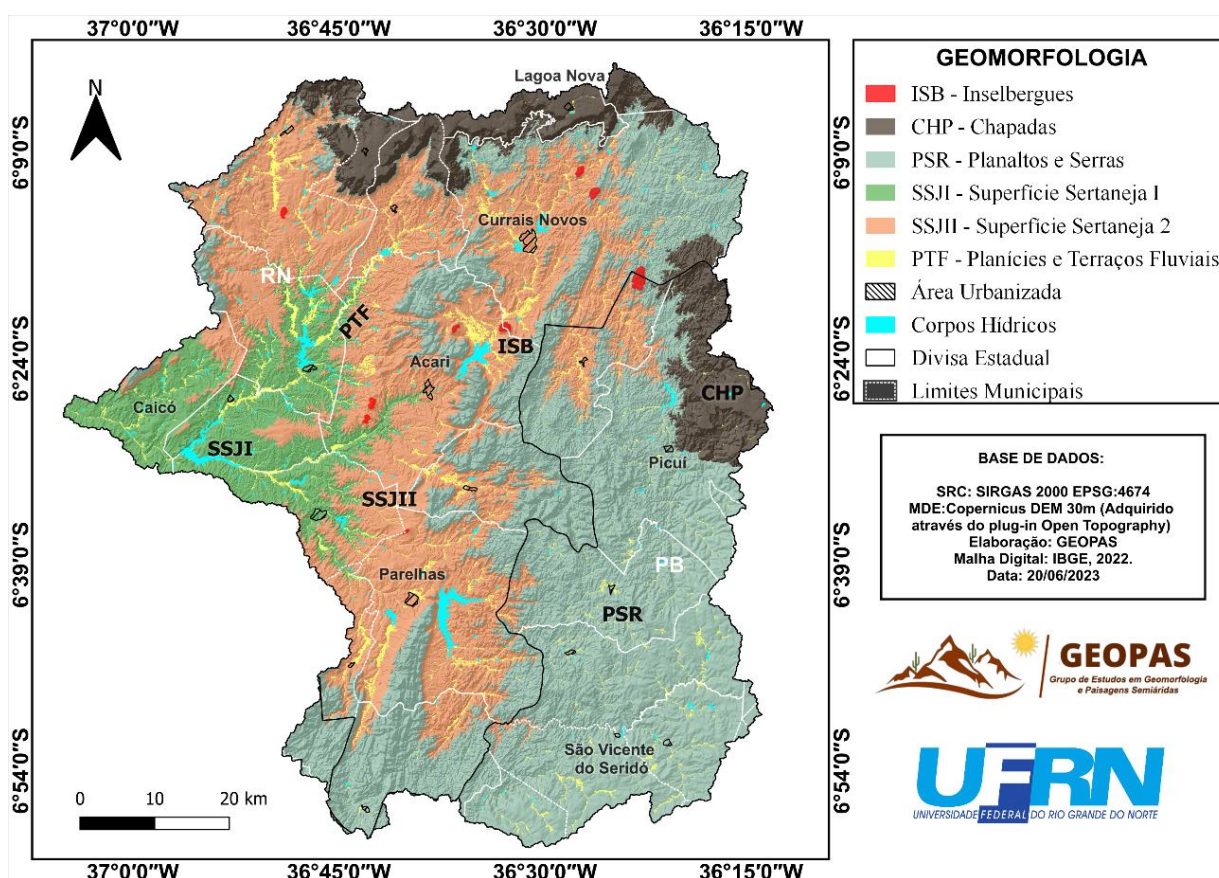 37°0'0"W 36°45'0"W 36°30'0"W 36°15'0"W
N
6°9'0"S
6°24'0"S
6°39'0"S
6°54'0"S
Lagoa Nova
Currais Novos
RN
PTF
ISB
Acari
CHP
Caicó
SSJI
Picuí
SSJII
PB
Parelhas
PSR
São Vicente
do Seridó
0 10 20 km
6°9'0"S
6°24'0"S
6°39'0"S
6°54'0"S
37°0'0"W 36°45'0"W 36°30'0"W 36°15'0"W
GEOMORFOLOGIA
ISB - Inselbergues
CHP - Chapadas
PSR - Planaltos e Serras
SSJI - Superfície Sertaneja I
SSJII - Superfície Sertaneja 2
PTF - Planícies e Terraços Fluviais
Área Urbanizada
Corpos Hídricos
Divisa Estadual
Limites Municipais
BASE DE DADOS:
SRC: SIRGAS 2000 EPSG:4674
MDE:Copernicus DEM 30m (Adquirido
através do plug-in Open Topography)
Elaboração: GEOPAS
Malha Digital: IBGE, 2022.
Data: 20/06/2023
GEOPAS
Grupo de Estudos em Geomorfologia
e Paisagens Semiáridas
UFRN
UNIVERSIDADE FEDERAL DO RIO GRANDE DO NORTE